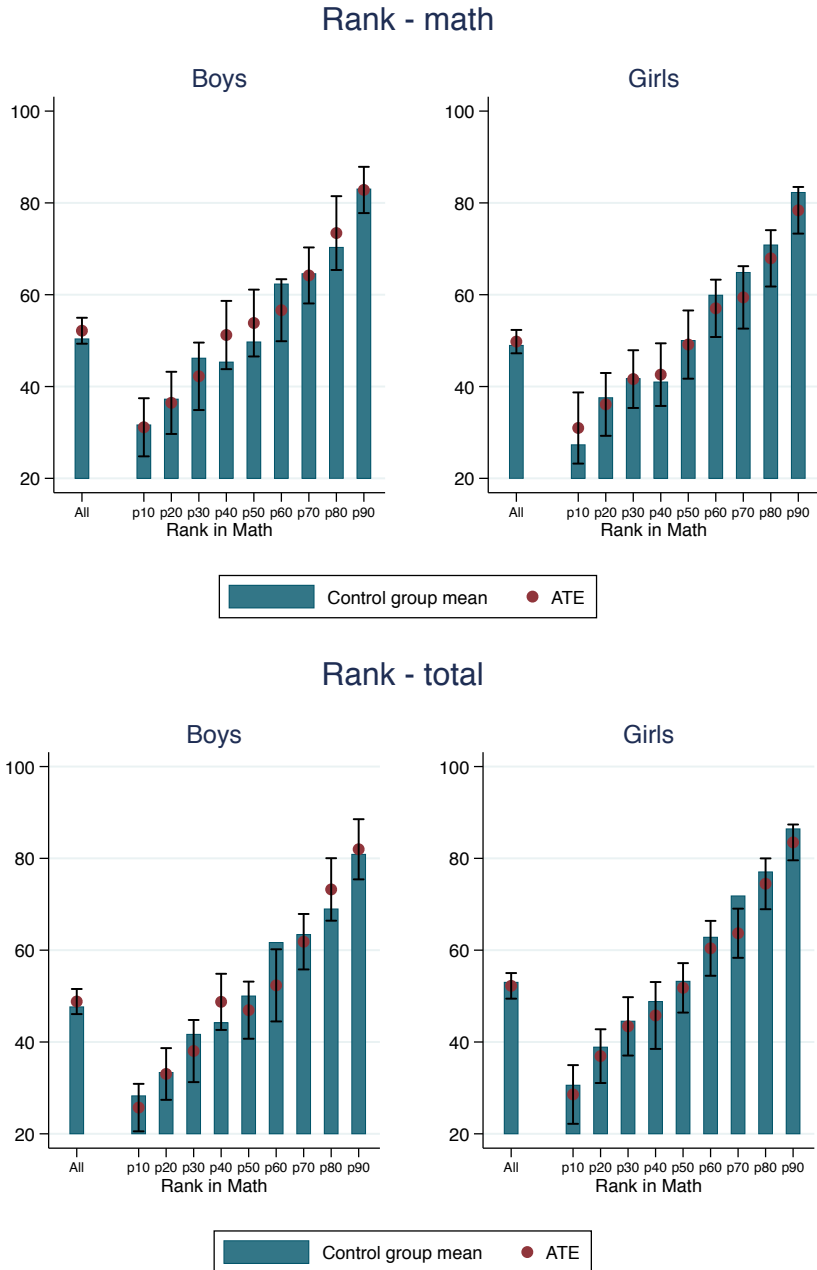 Rank - math
Boys
Girls
100
80
60
40
20
All p10 p20 p30 p40 p50 p60 p70 p80 p90
Rank in Math
100
80
60
40
20
All p10 p20 p30 p40 p50 p60 p70 p80 p90
Rank in Math
Control group mean ATE
Rank - total
Boys
Girls
100
80
60
40
20
All p10 p20 p30 p40 p50 p60 p70 p80 p90
Rank in Math
100
80
60
40
20
All p10 p20 p30 p40 p50 p60 p70 p80 p90
Rank in Math
Control group mean ATE